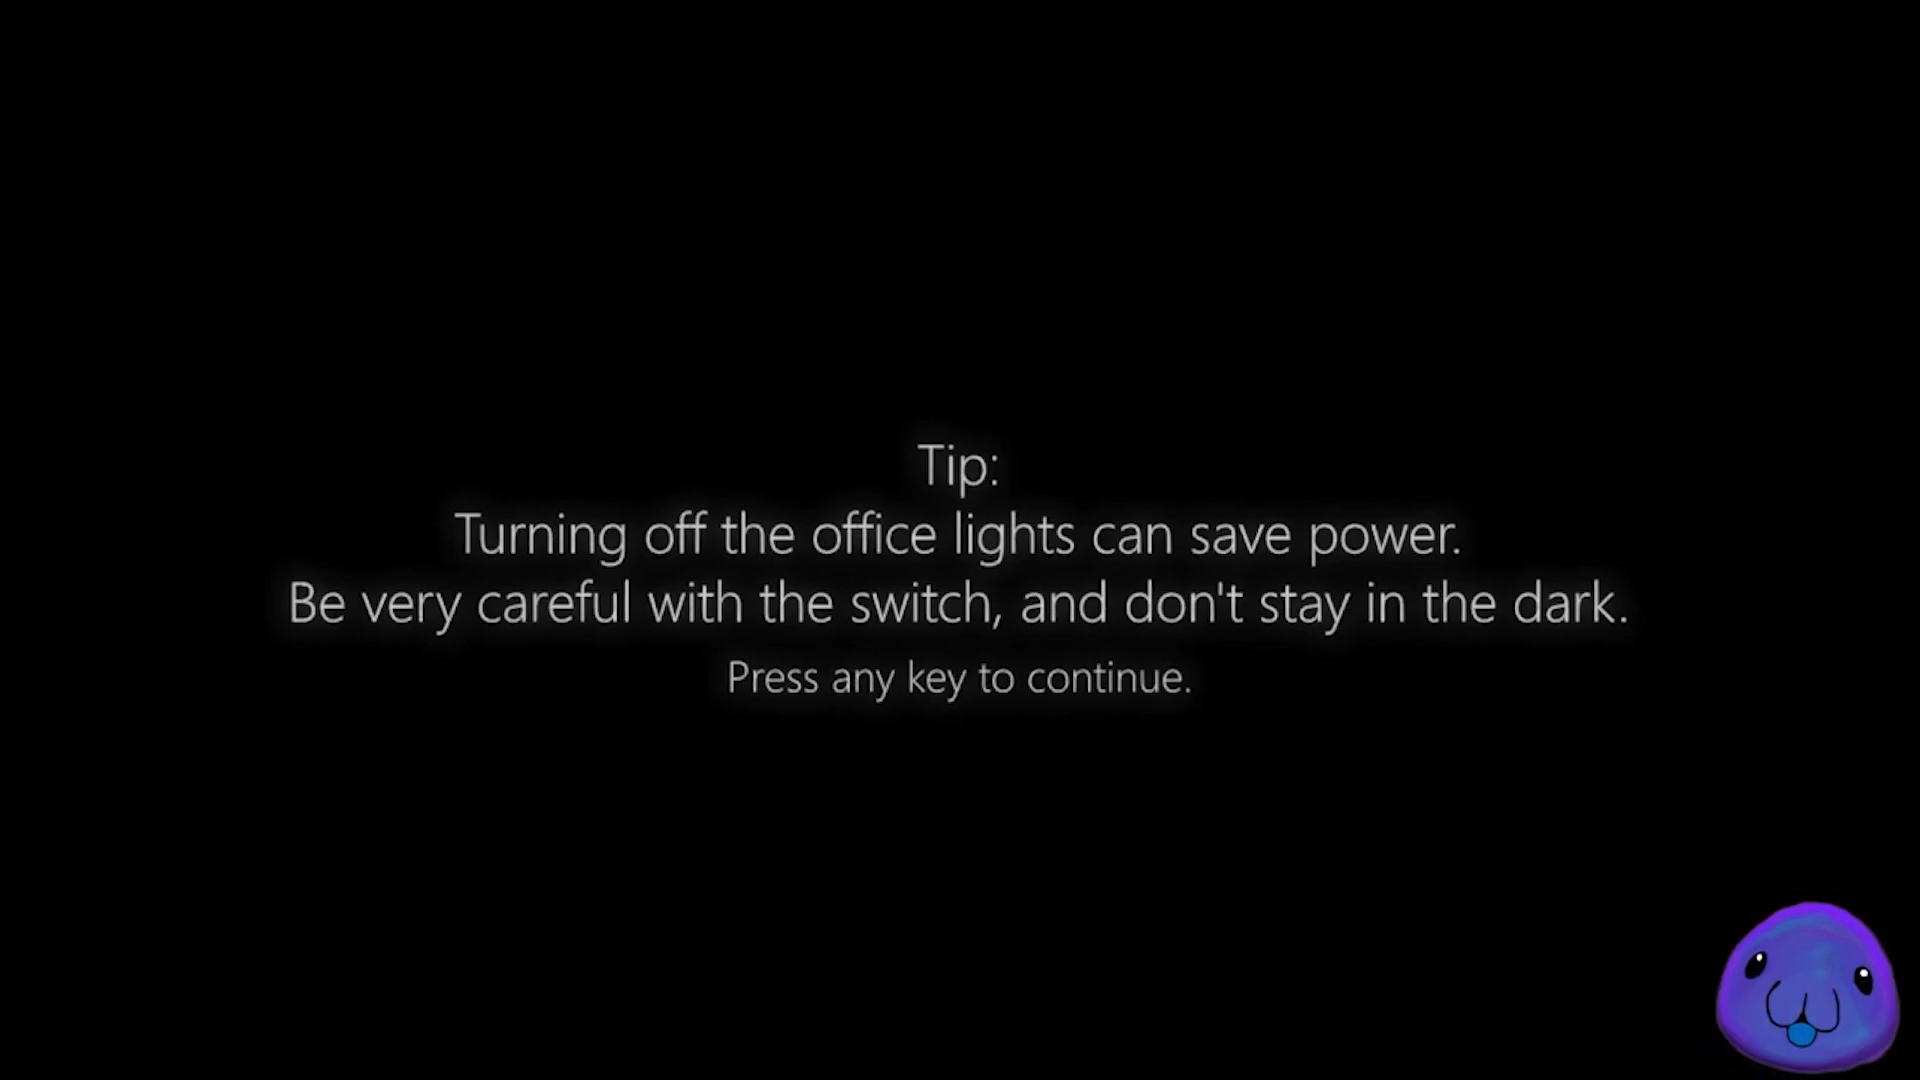 Tip:
Turning off the office lights can save power.
Be very careful with the switch, and don't stay in the dark.
Press any key to continue.